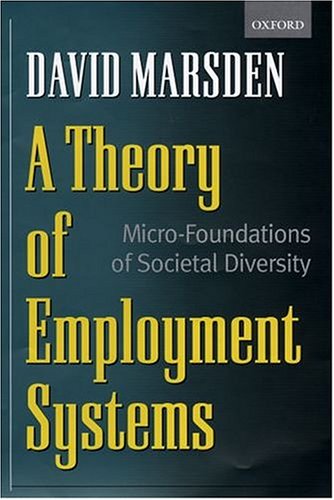 OXFORD
DAVID MARSDEN
A Theory
of
Micro-Foundations
of Societal Diversity
Employment
Systems